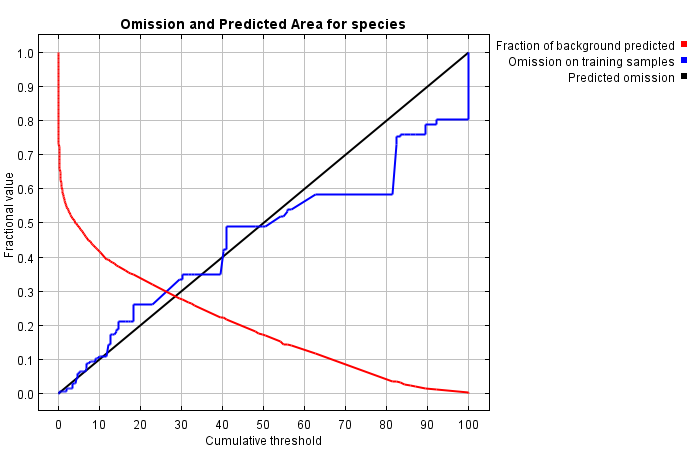 Omission and Predicted Area for species
Fraction of background predicted
Omission on training samples
Predicted omission
Fractional value
1.0
0.9
0.8
0.7
0.6
0.5
0.4
0.3
0.2
0.1
0.0
0 10 20 30 40 50 60 70 80 90 100
Cumulative threshold